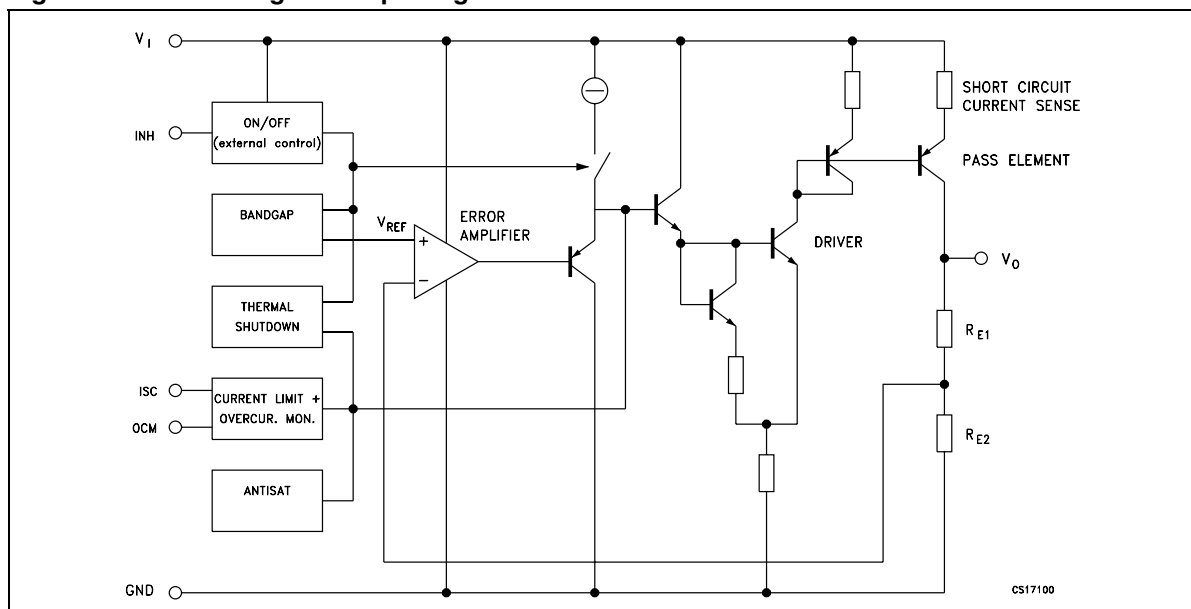 V_I
INH
ON/OFF
(external control)
BANDGAP
V_REF
ERROR
AMPLIFIER
+
−
THERMAL
SHUTDOWN
ISC
OCM
CURRENT LIMIT +
OVERCUR. MON.
ANTISAT
GND
SHORT CIRCUIT
CURRENT SENSE
PASS ELEMENT
DRIVER
V_O
R_E1
R_E2
CS17100